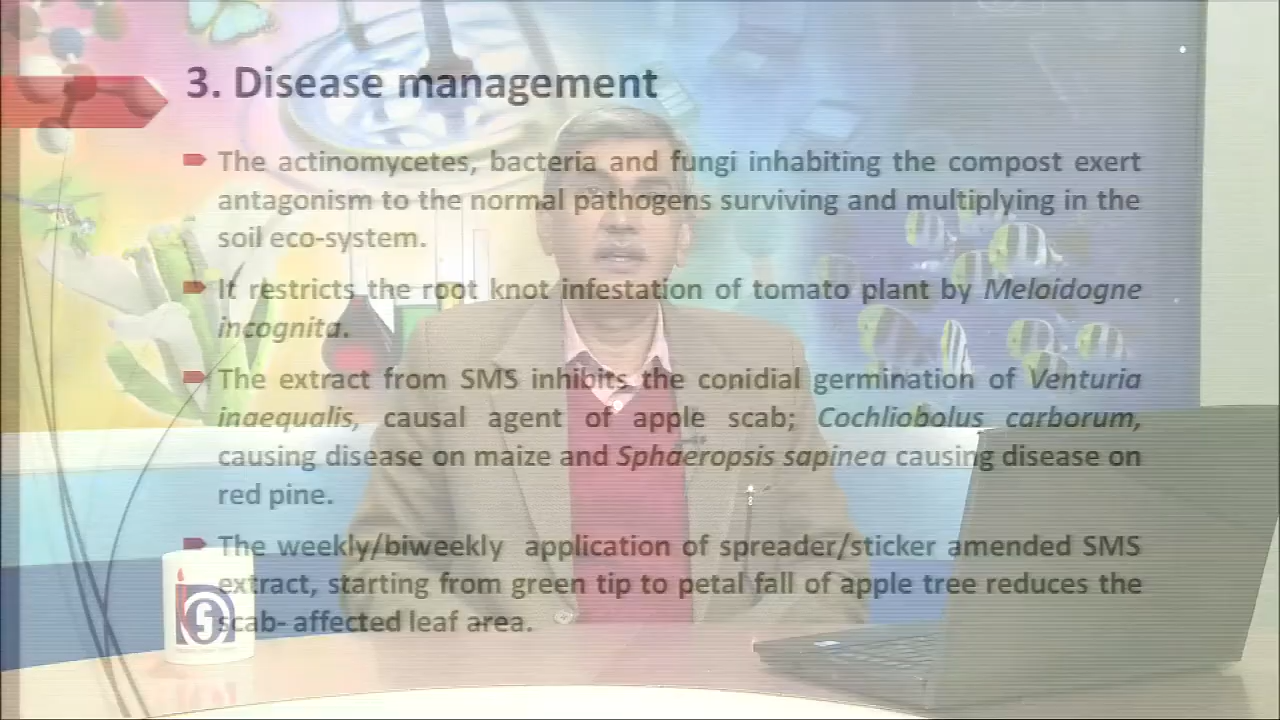 3. Disease management
The actinomycetes, bacteria and fungi inhabiting the compost exert
antagonism to the normal pathogens surviving and multiplying in the
soil eco-system.
It restricts the root knot infestation of tomato plant by Meloidogne
incognita.
The extract from SMS inhibits the conidial germination of Venturia
inaequalis, causal agent of apple scab; Cochliobolus carborum,
causing disease on maize and Sphaeropsis sapinea causing disease on
red pine.
The weekly/biweekly application of spreader/sticker amended SMS
extract, starting from green tip to petal fall of apple tree reduces the
scab- affected leaf area.